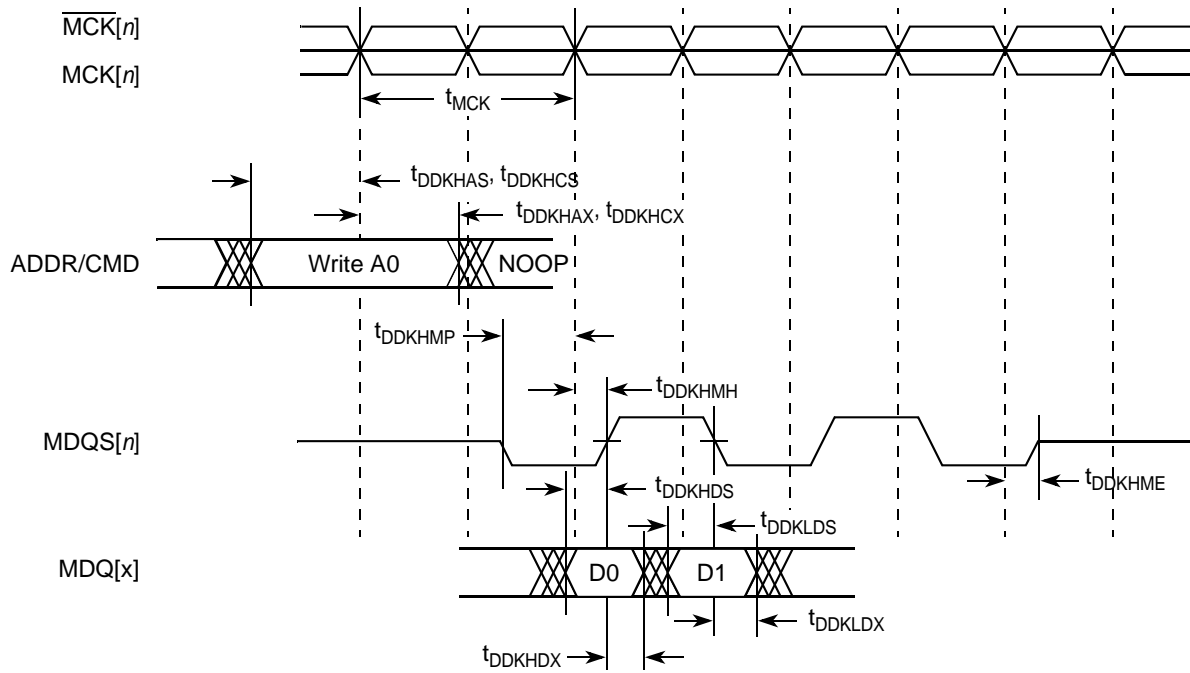 MCK[n]
MCK[n]
tMCK
tDDKHAS, tDDKHCS
tDDKHAX, tDDKHCX
ADDR/CMD
Write A0
NOOP
tDDKHMP
tDDKHMH
MDQS[n]
tDDKHDS
tDDKHME
tDDKLDS
MDQ[x]
D0
D1
tDDKLDX
tDDKHDX